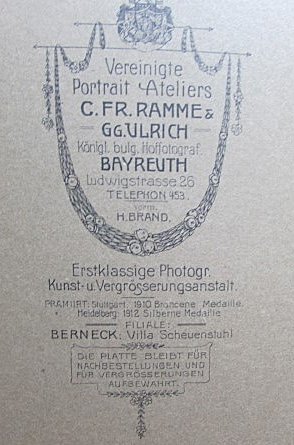 Vereinigte
Portrait Ateliers
C. FR. RAMME &
GG. ULRICH
Königl. bulg. Hoffotograf.
BAYREUTH
Ludwigstrasse 26
TELEPHON 453.
VORM.
H. BRAND.
Erstklassige Photogr.
Kunst- u. Vergrösserungsanstalt.
PRÄMIIRT: Stuttgart 1910 Broncene Medaille.
Heidelberg 1912 Silberne Medaille
FILIALE:
BERNECK: Villa Scheuenstuhl
DIE PLATTE BLEIBT FÜR
NACHBESTELLUNGEN UND
FÜR VERGRÖSSERUNGEN
AUFBEWAHRT.